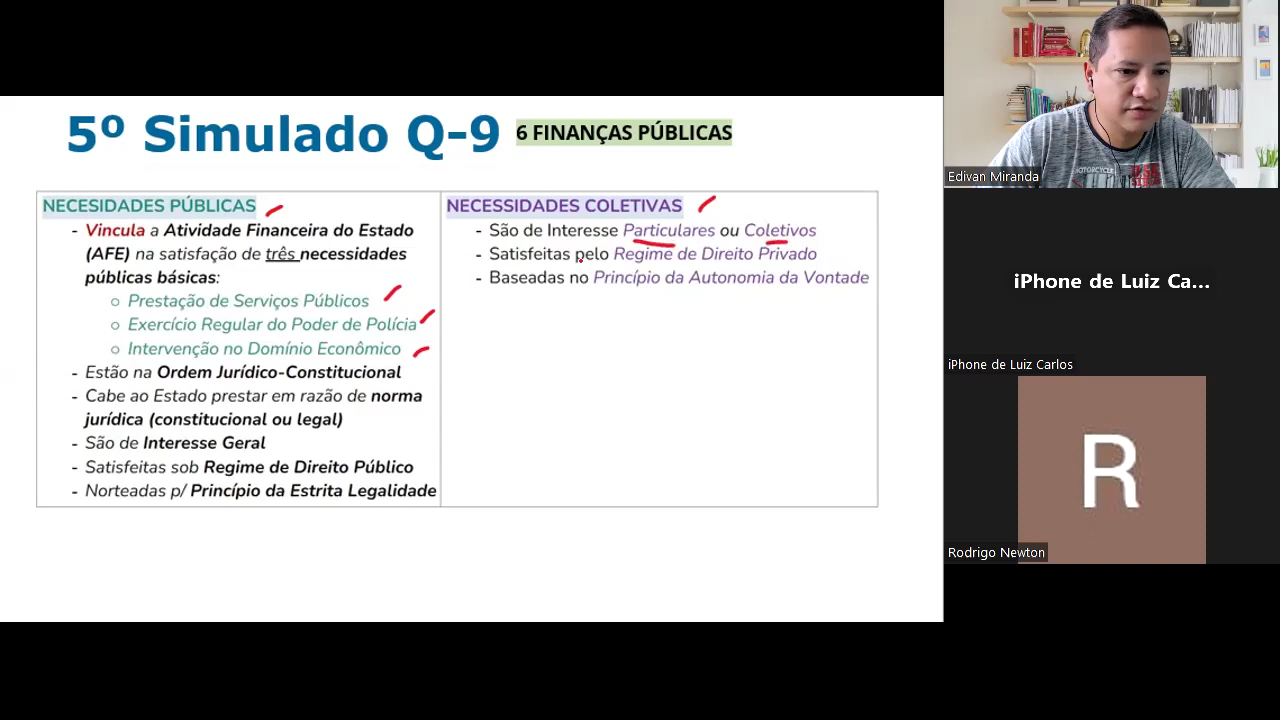 5º Simulado Q-9
6 FINANÇAS PÚBLICAS
NECESIDADES PÚBLICAS
- Vincula a Atividade Financeira do Estado
(AFE) na satisfação de três necessidades
públicas básicas:
○ Prestação de Serviços Públicos
○ Exercício Regular do Poder de Polícia
○ Intervenção no Domínio Econômico
- Estão na Ordem Jurídico-Constitucional
- Cabe ao Estado prestar em razão de norma
jurídica (constitucional ou legal)
- São de Interesse Geral
- Satisfeitas sob Regime de Direito Público
- Norteadas p/ Princípio da Estrita Legalidade
NECESSIDADES COLETIVAS
- São de Interesse Particulares ou Coletivos
- Satisfeitas pelo Regime de Direito Privado
- Baseadas no Princípio da Autonomia da Vontade
MOTORCYCLE
Edivan Miranda
iPhone de Luiz Ca...
iPhone de Luiz Carlos
R
Rodrigo Newton